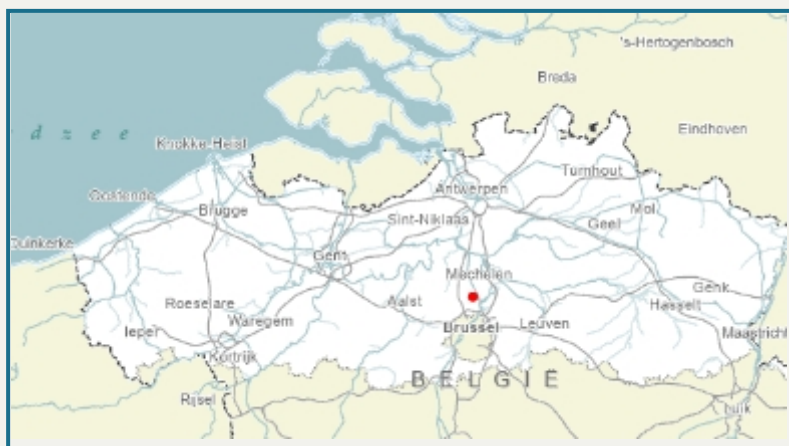 's-Hertogenbosch
Breda
Eindhoven
d z e e
Knokke-Heist
Turnhout
Antwerpen
Oostende
Brugge
Sint-Niklaas
Mol
Geel
Duinkerke
Gent
Mechelen
Genk
Roeselare
Aalst
Hasselt
Waregem
Brussel
Leuven
Ieper
Maastricht
Kortrijk
BELGIË
Rijsel
Luik